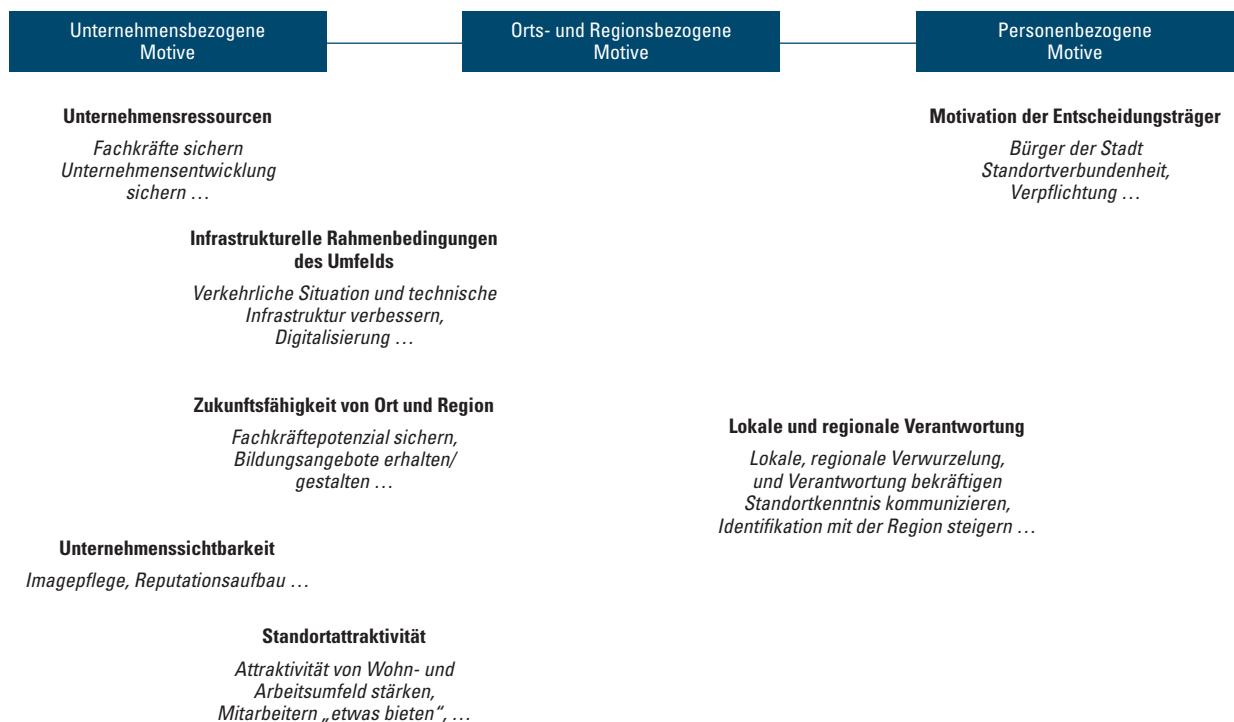 Unternehmensbezogene
Motive
Orts- und Regionsbezogene
Motive
Personenbezogene
Motive
Unternehmensressourcen
Fachkräfte sichern
Unternehmensentwicklung
sichern …
Motivation der Entscheidungsträger
Bürger der Stadt
Standortverbundenheit,
Verpflichtung …
Infrastrukturelle Rahmenbedingungen
des Umfelds
Verkehrliche Situation und technische
Infrastruktur verbessern,
Digitalisierung …
Zukunftsfähigkeit von Ort und Region
Fachkräftepotenzial sichern,
Bildungsangebote erhalten/
gestalten …
Lokale und regionale Verantwortung
Lokale, regionale Verwurzelung,
und Verantwortung bekräftigen
Standortkenntnis kommunizieren,
Identifikation mit der Region steigern …
Unternehmenssichtbarkeit
Imagepflege, Reputationsaufbau …
Standortattraktivität
Attraktivität von Wohn- und
Arbeitsumfeld stärken,
Mitarbeitern „etwas bieten“, …